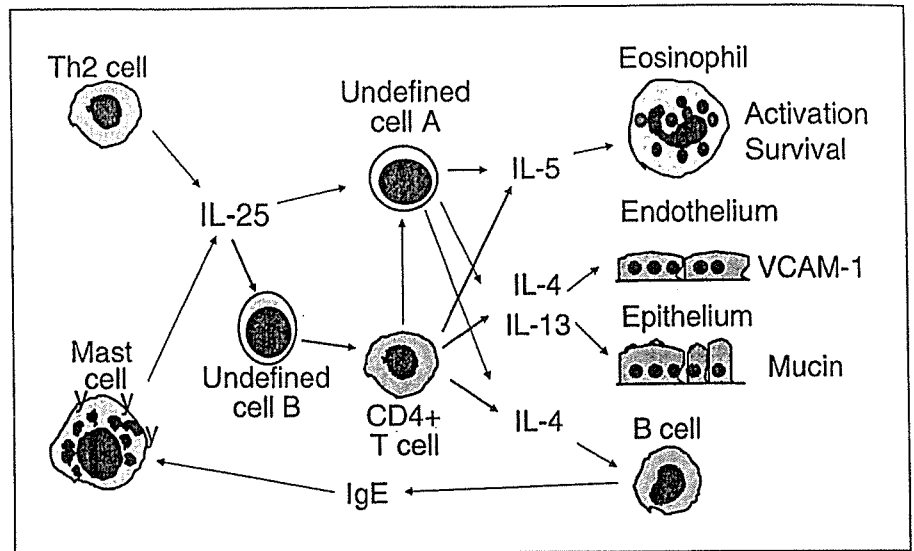 Th2 cell
Undefined
cell A
Eosinophil
Activation
Survival
IL-5
IL-25
Endothelium
VCAM-1
IL-4
IL-13
Epithelium
Mucin
Mast
cell
Undefined
cell B
CD4+
T cell
IL-4
B cell
IgE